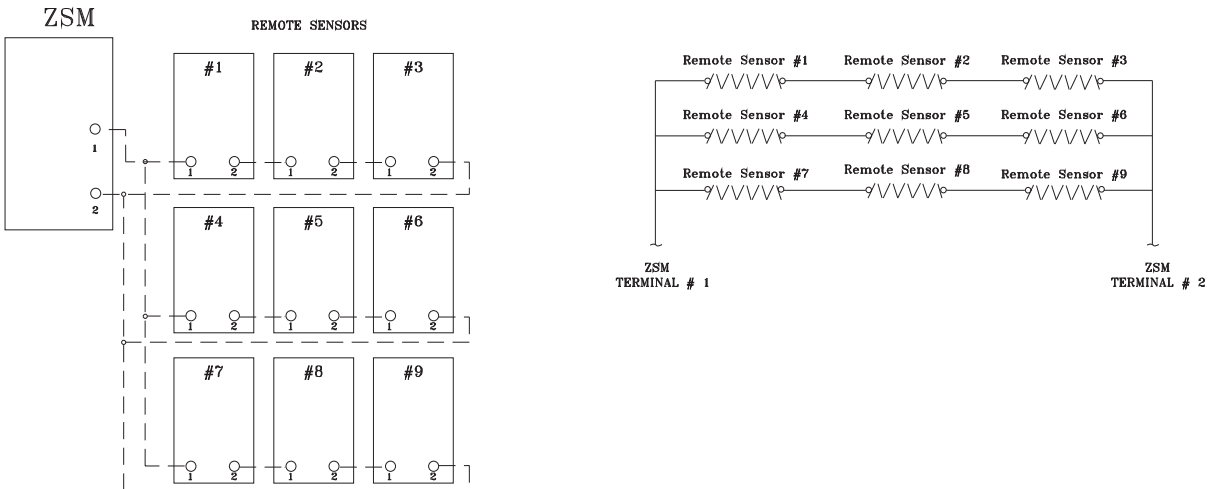 ZSM
REMOTE SENSORS
#1 #2 #3
1
1 2 1 2 1 2
2
#4 #5 #6
1 2 1 2 1 2
#7 #8 #9
1 2 1 2 1 2
Remote Sensor #1 Remote Sensor #2 Remote Sensor #3
Remote Sensor #4 Remote Sensor #5 Remote Sensor #6
Remote Sensor #7 Remote Sensor #8 Remote Sensor #9
ZSM
TERMINAL # 1
ZSM
TERMINAL # 2